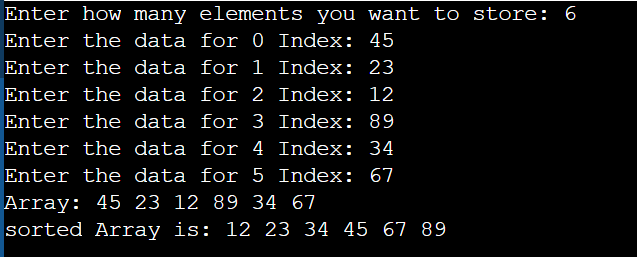 Enter how many elements you want to store: 6
Enter the data for 0 Index: 45
Enter the data for 1 Index: 23
Enter the data for 2 Index: 12
Enter the data for 3 Index: 89
Enter the data for 4 Index: 34
Enter the data for 5 Index: 67
Array: 45 23 12 89 34 67
sorted Array is: 12 23 34 45 67 89